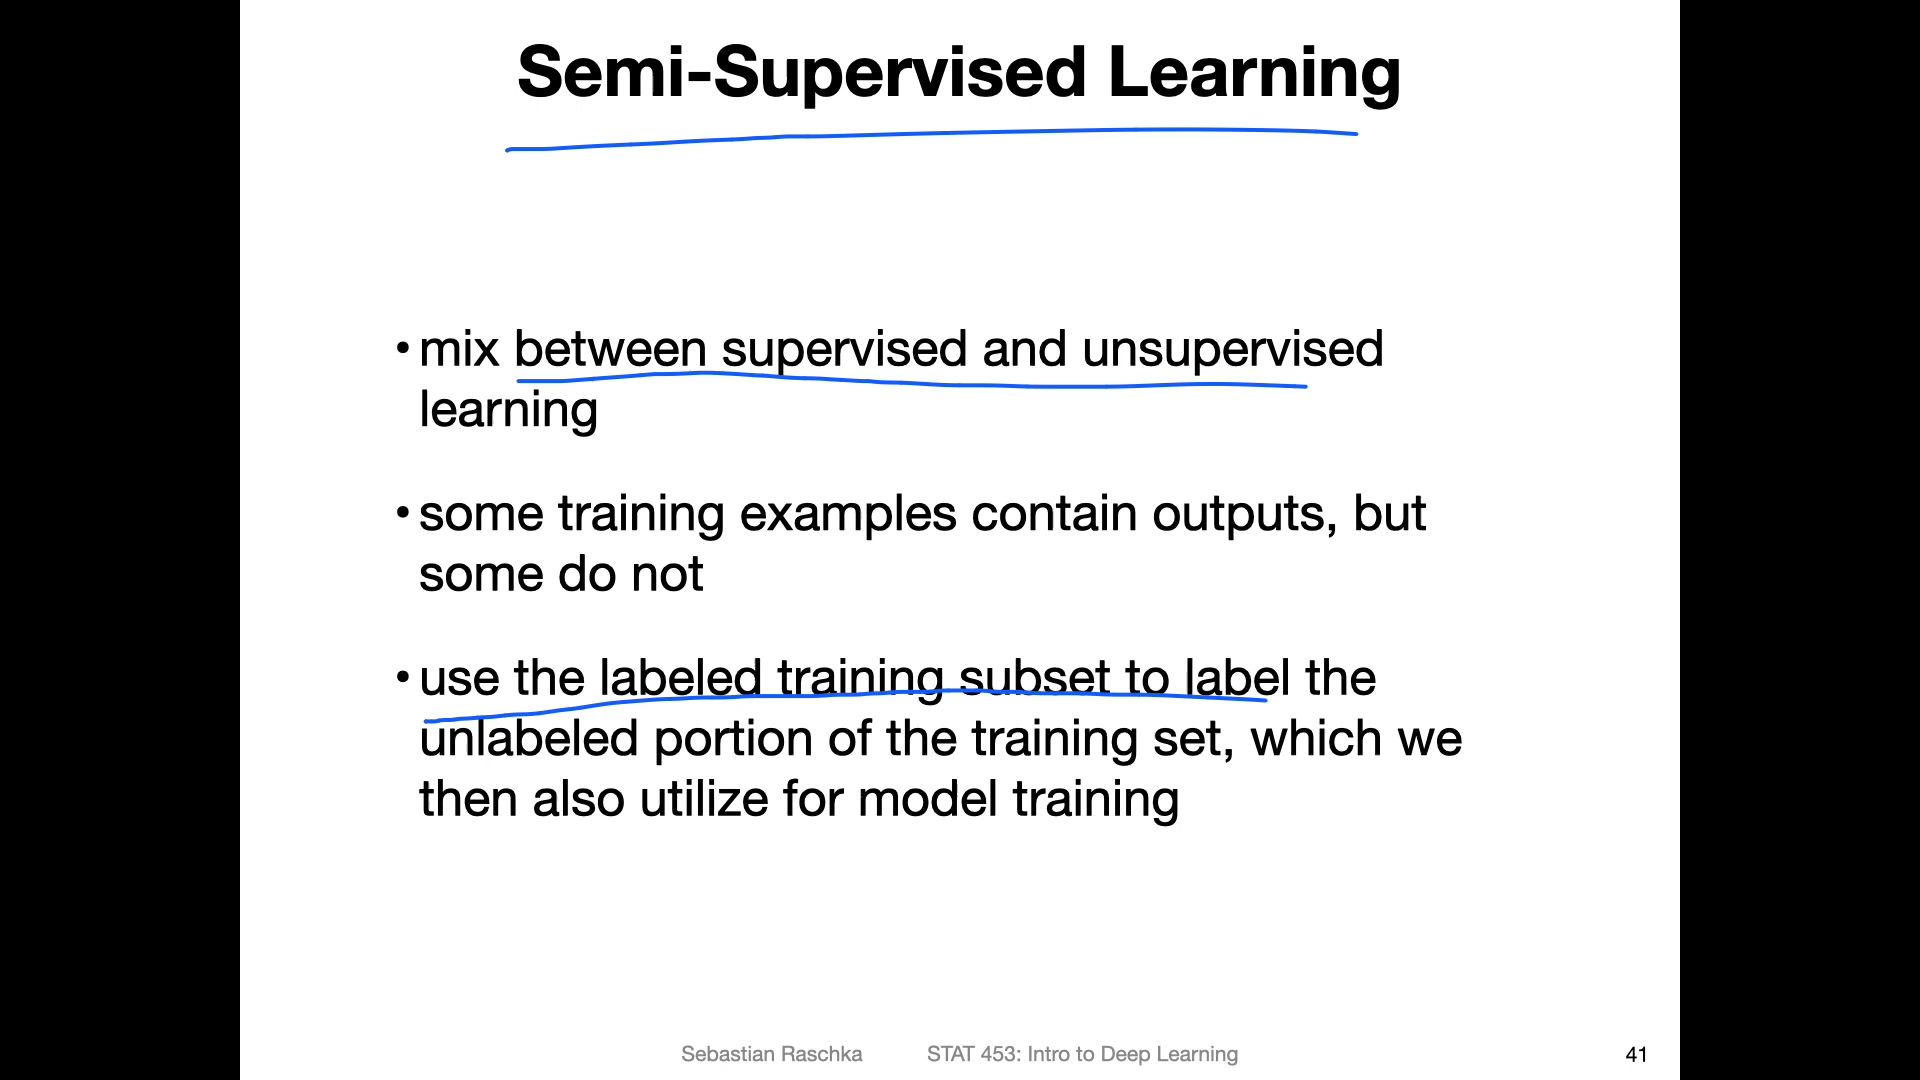 Semi-Supervised Learning
• mix between supervised and unsupervised
learning
• some training examples contain outputs, but
some do not
• use the labeled training subset to label the
unlabeled portion of the training set, which we
then also utilize for model training
Sebastian Raschka STAT 453: Intro to Deep Learning 41